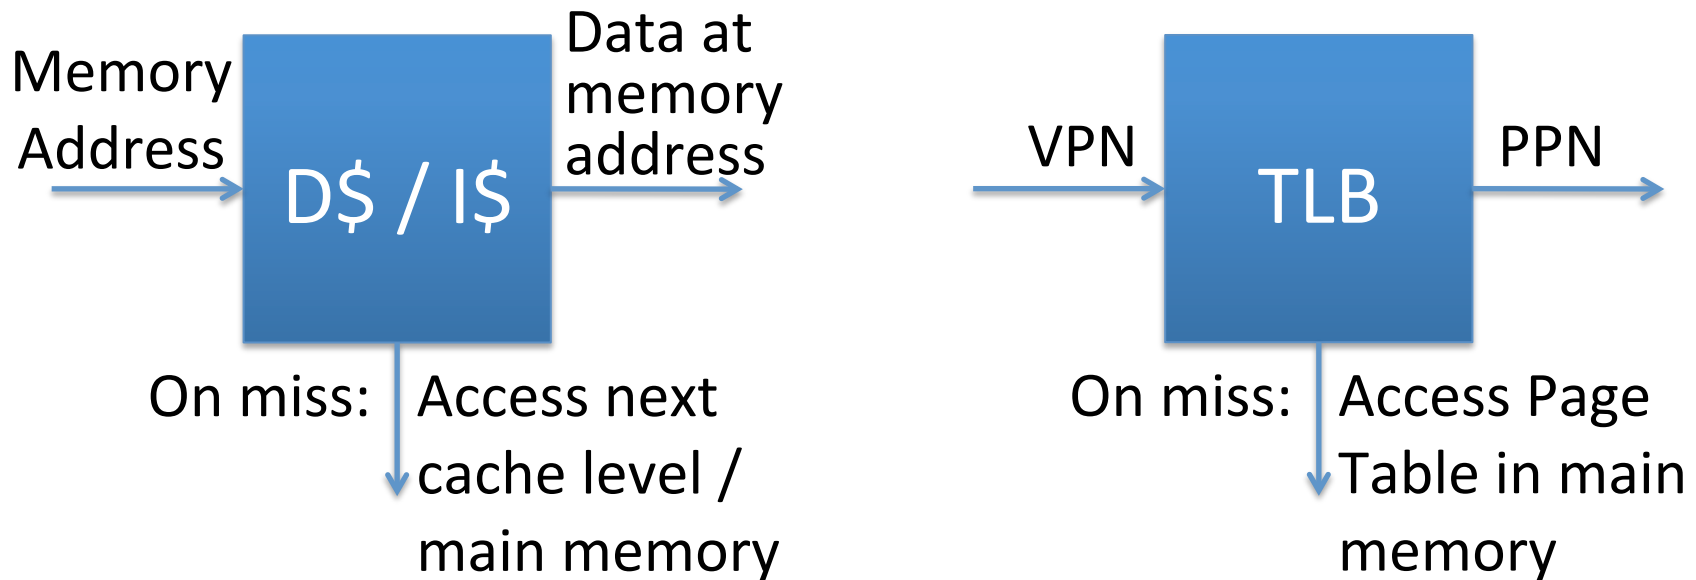 Memory
Address
D$ / I$
Data at
memory
address
On miss:
Access next
cache level /
main memory
VPN
TLB
PPN
On miss:
Access Page
Table in main
memory